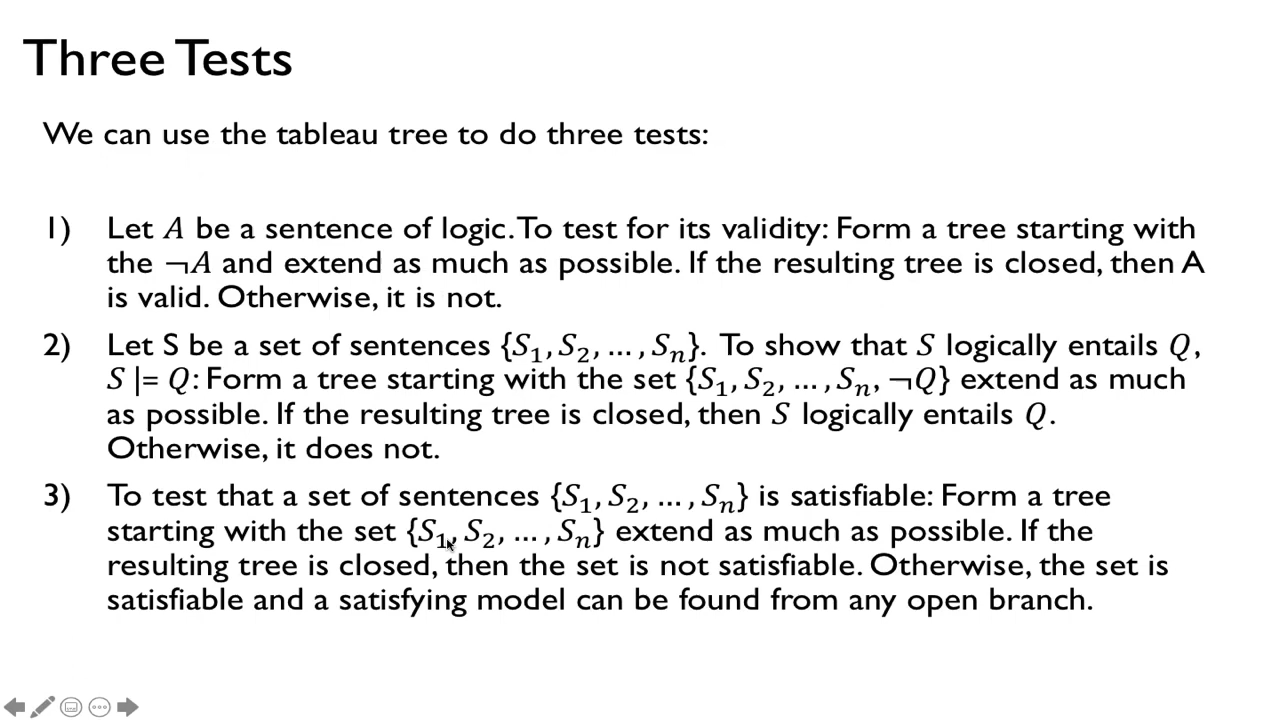 Three Tests
We can use the tableau tree to do three tests:
1) Let A be a sentence of logic. To test for its validity: Form a tree starting with
the ¬A and extend as much as possible. If the resulting tree is closed, then A
is valid. Otherwise, it is not.
2) Let S be a set of sentences {S₁, S₂, … , Sₙ}. To show that S logically entails Q,
S |= Q: Form a tree starting with the set {S₁, S₂, … , Sₙ, ¬Q} extend as much
as possible. If the resulting tree is closed, then S logically entails Q.
Otherwise, it does not.
3) To test that a set of sentences {S₁, S₂, … , Sₙ} is satisfiable: Form a tree
starting with the set {S₁, S₂, … , Sₙ} extend as much as possible. If the
resulting tree is closed, then the set is not satisfiable. Otherwise, the set is
satisfiable and a satisfying model can be found from any open branch.